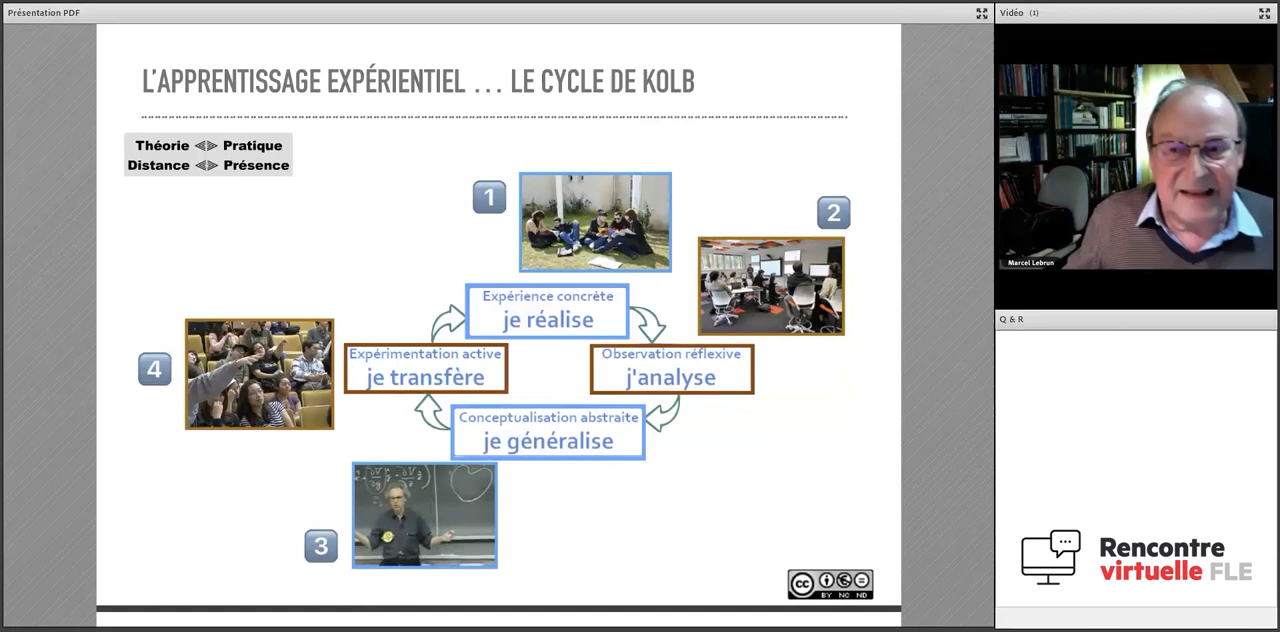 Présentation PDF
Vidéo (1)
L'APPRENTISSAGE EXPÉRIENTIEL ... LE CYCLE DE KOLB
Théorie Pratique
Distance Présence
1
2
Expérience concrète
je réalise
Expérimentation active
je transfère
Observation réflexive
j'analyse
4
Conceptualisation abstraite
je généralise
3
cc
BY NC ND
Marcel Lebrun
Q & R
Rencontre
virtuelle FLE